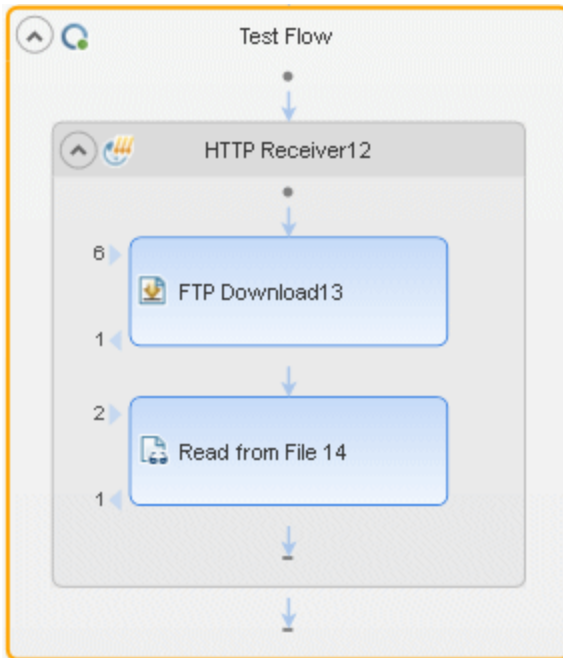 Test Flow
HTTP Receiver12
6
FTP Download13
1
2
Read from File 14
1